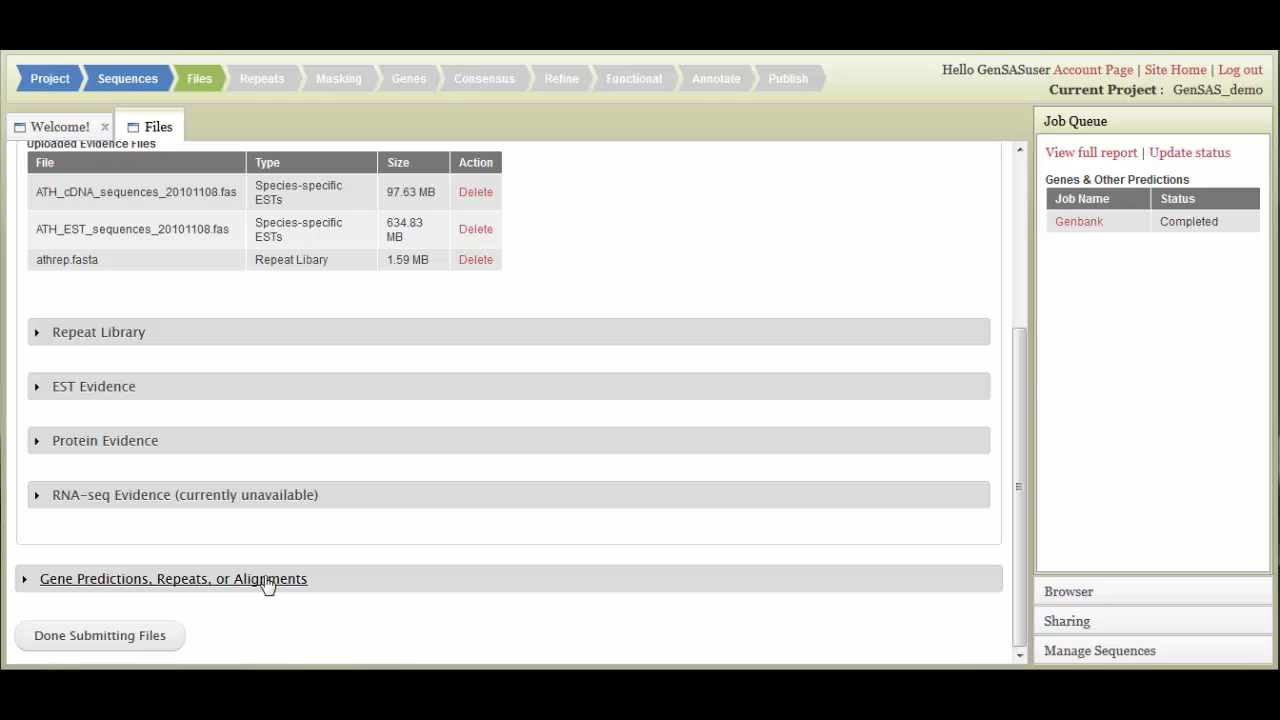 Project Sequences Files Repeats Masking Genes Consensus Refine Functional Annotate Publish
Hello GenSASuser Account Page | Site Home | Log out
Current Project : GenSAS_demo
Welcome! x Files
Uploaded Evidence Files
File Type Size Action
ATH_cDNA_sequences_20101108.fas Species-specific ESTs 97.63 MB Delete
ATH_EST_sequences_20101108.fas Species-specific ESTs 634.83 MB Delete
athrep.fasta Repeat Libary 1.59 MB Delete
Repeat Library
EST Evidence
Protein Evidence
RNA-seq Evidence (currently unavailable)
Gene Predictions, Repeats, or Alignments
Done Submitting Files
Job Queue
View full report | Update status
Genes & Other Predictions
Job Name Status
Genbank Completed
Browser
Sharing
Manage Sequences